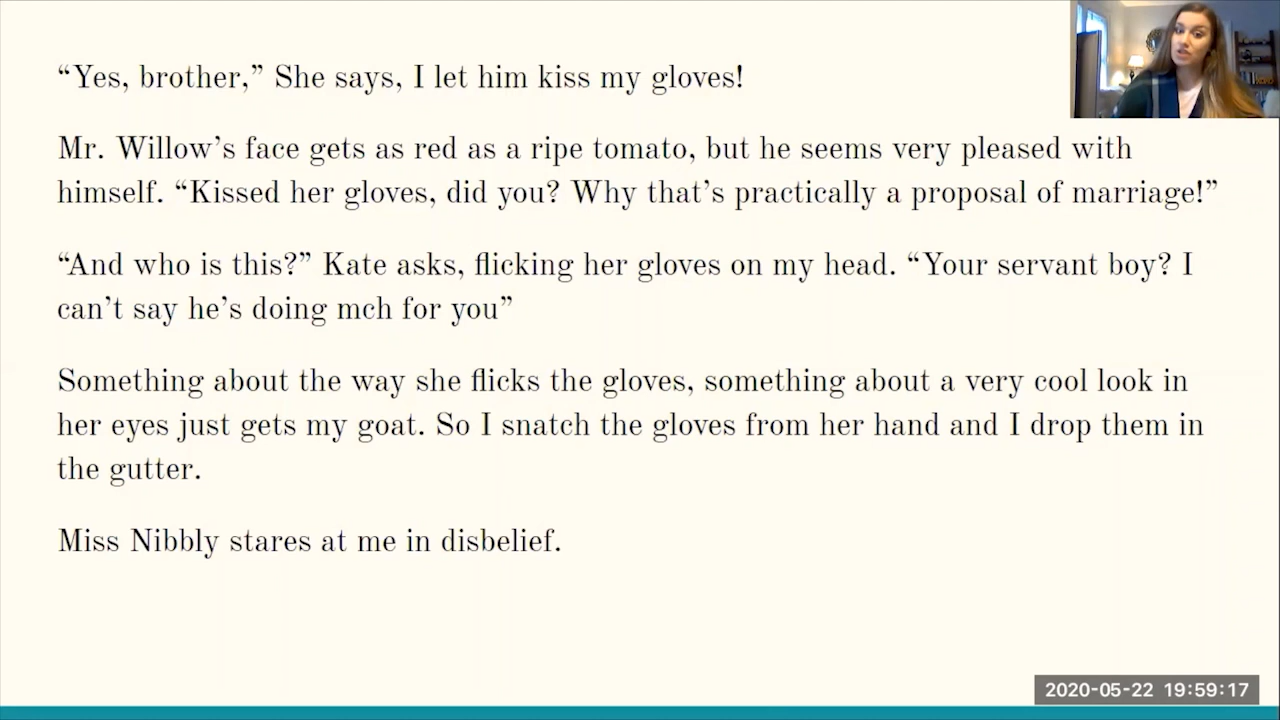 “Yes, brother,” She says, I let him kiss my gloves!
Mr. Willow’s face gets as red as a ripe tomato, but he seems very pleased with
himself. “Kissed her gloves, did you? Why that’s practically a proposal of marriage!”
“And who is this?” Kate asks, flicking her gloves on my head. “Your servant boy? I
can’t say he’s doing mch for you”
Something about the way she flicks the gloves, something about a very cool look in
her eyes just gets my goat. So I snatch the gloves from her hand and I drop them in
the gutter.
Miss Nibbly stares at me in disbelief.
2020-05-22 19:59:17